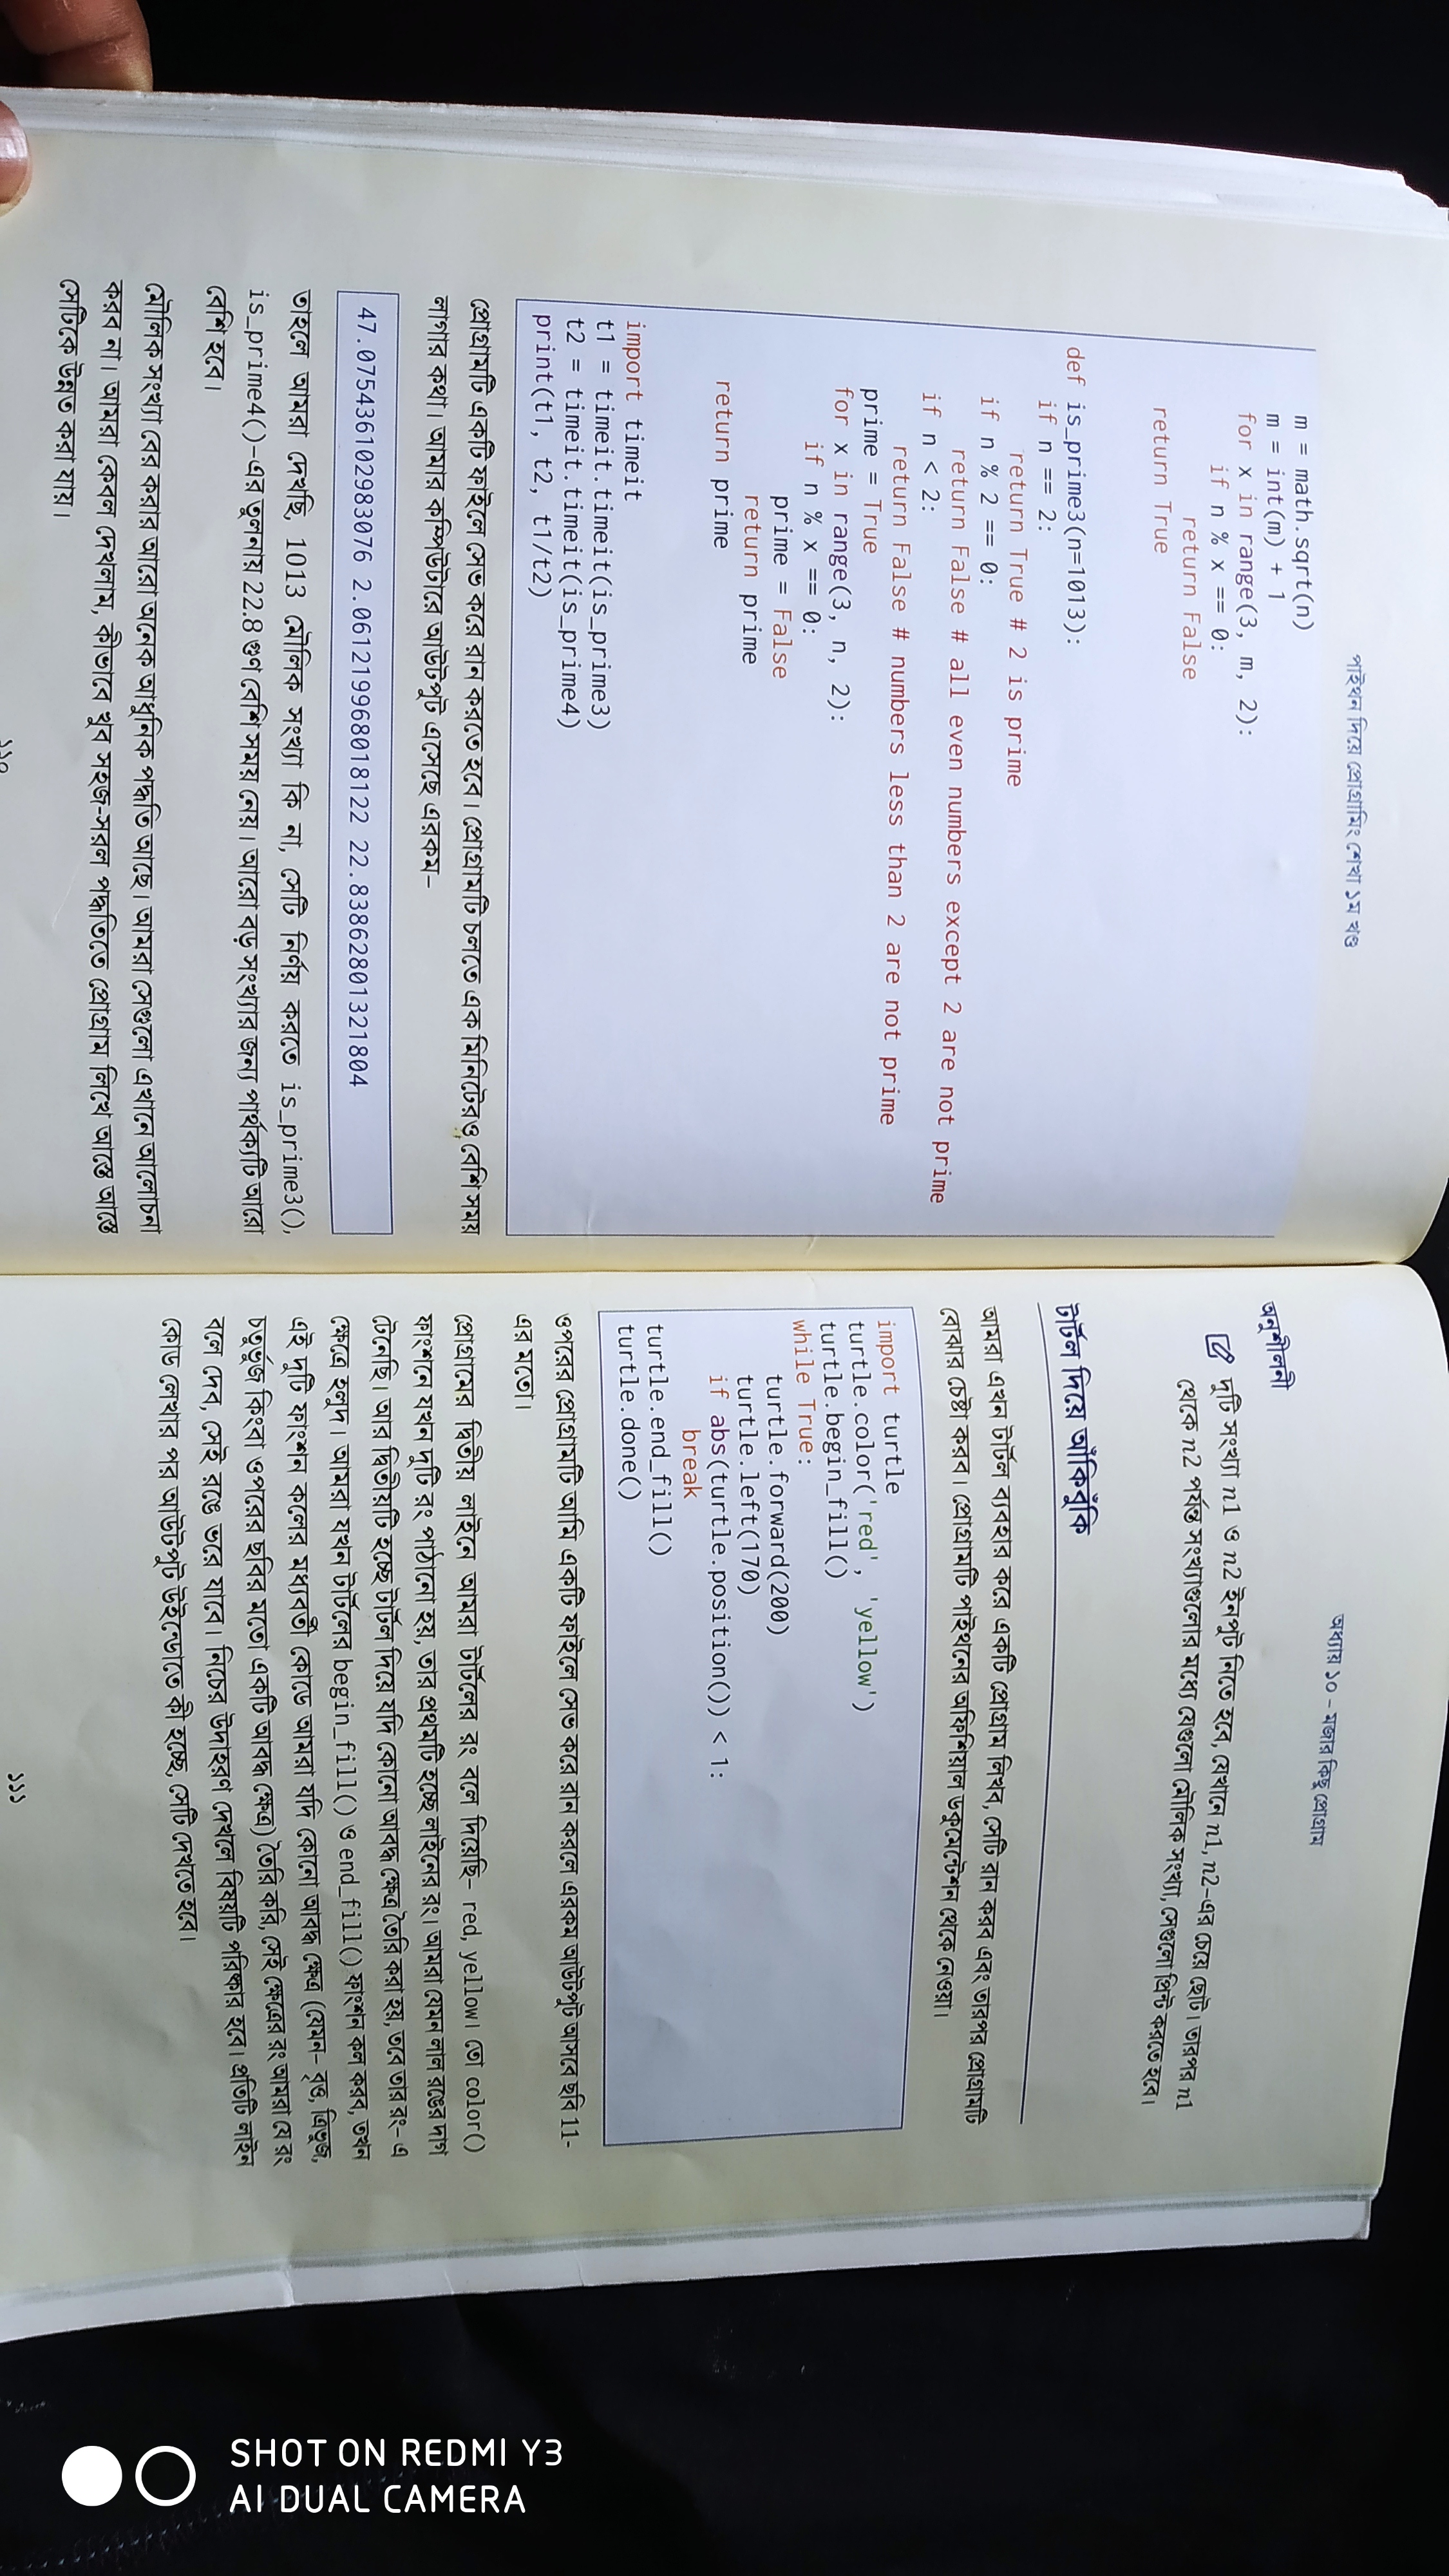 পাইথন দিয়ে প্রোগ্রামিং শেখা ১ম খণ্ড
m = math.sqrt(n)
m = int(m) + 1
for x in range(3, m, 2):
if n % x == 0:
return False
return True
def is_prime3(n=1013):
if n == 2:
return True # 2 is prime
if n % 2 == 0:
return False # all even numbers except 2 are not prime
if n < 2:
return False # numbers less than 2 are not prime
prime = True
for x in range(3, n, 2):
if n % x == 0:
prime = False
return prime
return prime
import timeit
t1 = timeit.timeit(is_prime3)
t2 = timeit.timeit(is_prime4)
print(t1, t2, t1/t2)
প্রোগ্রামটি একটি ফাইলে সেভ করে রান করতে হবে। প্রোগ্রামটি চলতে এক মিনিটেরও বেশি সময়
লাগার কথা। আমার কম্পিউটারে আউটপুট এসেছে এরকম–
47.07543610298307​6 2.0612199680181​22 22.838628013218​04
তাহলে আমরা দেখছি, 1013 মৌলিক সংখ্যা কি না, সেটি নির্ণয় করতে is_prime3(),
is_prime4()-এর তুলনায় 22.8 গুণ বেশি সময় নেয়। আরো বড় সংখ্যার জন্য পার্থক্যটি আরো
বেশি হবে।
মৌলিক সংখ্যা বের করার আরো অনেক আধুনিক পদ্ধতি আছে। আমরা সেগুলো এখানে আলোচনা
করব না। আমরা কেবল দেখলাম, কীভাবে খুব সহজ-সরল পদ্ধতিতে প্রোগ্রাম লিখে আস্তে আস্তে
সেটিকে উন্নত করা যায়।
১১০
অধ্যায় ১০ – মজার কিছু প্রোগ্রাম
অনুশীলনী
দুটি সংখ্যা n1 ও n2 ইনপুট নিতে হবে, যেখানে n1, n2-এর চেয়ে ছোট। তারপর n1
থেকে n2 পর্যন্ত সংখ্যাগুলোর মধ্যে যেগুলো মৌলিক সংখ্যা, সেগুলো প্রিন্ট করতে হবে।
টার্টল দিয়ে আঁকিবুঁকি
আমরা এখন টার্টল ব্যবহার করে একটি প্রোগ্রাম লিখব, সেটি রান করব এবং তারপর প্রোগ্রামটি
বোঝার চেষ্টা করব। প্রোগ্রামটি পাইথনের অফিশিয়াল ডকুমেন্টেশন থেকে নেওয়া।
import turtle
turtle.color('red', 'yellow')
turtle.begin_fill()
while True:
turtle.forward(200)
turtle.left(170)
if abs(turtle.position()) < 1:
break
turtle.end_fill()
turtle.done()
ওপরের প্রোগ্রামটি আমি একটি ফাইলে সেভ করে রান করলে এরকম আউটপুট আসবে ছবি 11-
এর মতো।
প্রোগ্রামের দ্বিতীয় লাইনে আমরা টার্টলের রং বলে দিয়েছি– red, yellow। তো color()
ফাংশনে যখন দুটি রং পাঠানো হয়, তার প্রথমটি হচ্ছে লাইনের রং। আমরা যেমন লাল রঙের দাগ
টেনেছি। আর দ্বিতীয়টি হচ্ছে টার্টল দিয়ে যদি কোনো আবদ্ধ ক্ষেত্র তৈরি করা হয়, তবে তার রং– এ
ক্ষেত্রে হলুদ। আমরা যখন টার্টলের begin_fill() ও end_fill() ফাংশন কল করব, তখন
এই দুটি ফাংশন কলের মধ্যবর্তী কোডে আমরা যদি কোনো আবদ্ধ ক্ষেত্র (যেমন– বৃত্ত, ত্রিভুজ,
চতুর্ভুজ কিংবা ওপরের ছবির মতো একটি আবদ্ধ ক্ষেত্র) তৈরি করি, সেই ক্ষেত্রের রং আমরা যে রং
বলে দেব, সেই রঙে ভরে যাবে। নিচের উদাহরণ দেখলে বিষয়টি পরিষ্কার হবে। প্রতিটি লাইন
কোড লেখার পর আউটপুট উইন্ডোতে কী হচ্ছে, সেটি দেখতে হবে।
১১১
SHOT ON REDMI Y3
AI DUAL CAMERA